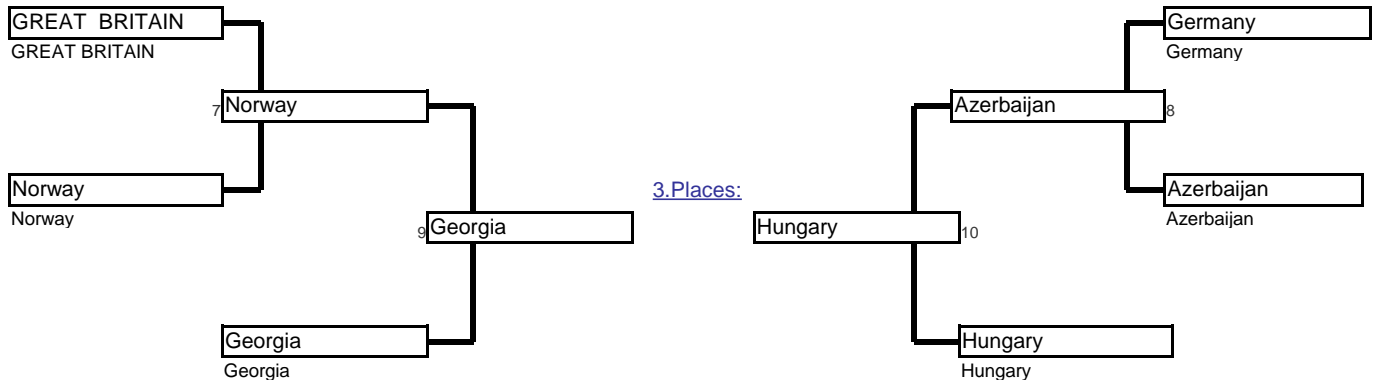 GREAT BRITAIN
GREAT BRITAIN
7 Norway
Norway
Norway
9 Georgia
Georgia
Georgia
3.Places:
Germany
Germany
Azerbaijan 8
Azerbaijan
Azerbaijan
Hungary 10
Hungary
Hungary